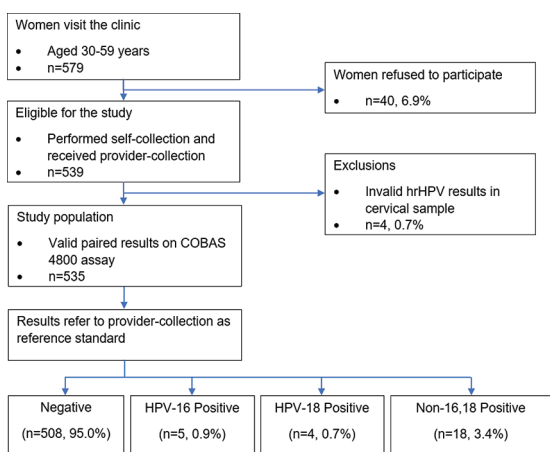 Women visit the clinic
• Aged 30-59 years
• n=579
Women refused to participate
• n=40, 6.9%
Eligible for the study
• Performed self-collection and
received provider-collection
• n=539
Exclusions
• Invalid hrHPV results in
cervical sample
• n=4, 0.7%
Study population
• Valid paired results on COBAS
4800 assay
• n=535
Results refer to provider-collection as
reference standard
Negative
(n=508, 95.0%)
HPV-16 Positive
(n=5, 0.9%)
HPV-18 Positive
(n=4, 0.7%)
Non-16,18 Positive
(n=18, 3.4%)